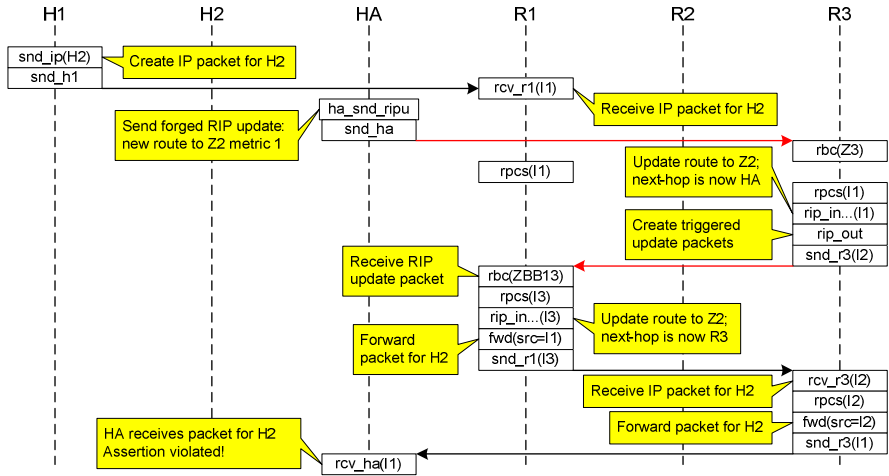 H1 H2 HA R1 R2 R3
snd_ip(H2)
snd_h1
Create IP packet for H2
rcv_r1(I1)
Receive IP packet for H2
Send forged RIP update:
new route to Z2 metric 1
ha_snd_ripu
snd_ha
rbc(Z3)
rpcs(I1)
Update route to Z2;
next-hop is now HA
rpcs(I1)
rip_in...(I1)
rip_out
snd_r3(I2)
Create triggered
update packets
Receive RIP
update packet
rbc(ZBB13)
rpcs(I3)
rip_in...(I3)
fwd(src=I1)
snd_r1(I3)
Update route to Z2;
next-hop is now R3
Forward
packet for H2
Receive IP packet for H2
rcv_r3(I2)
rpcs(I2)
fwd(src=I2)
snd_r3(I1)
Forward packet for H2
HA receives packet for H2
Assertion violated!
rcv_ha(I1)